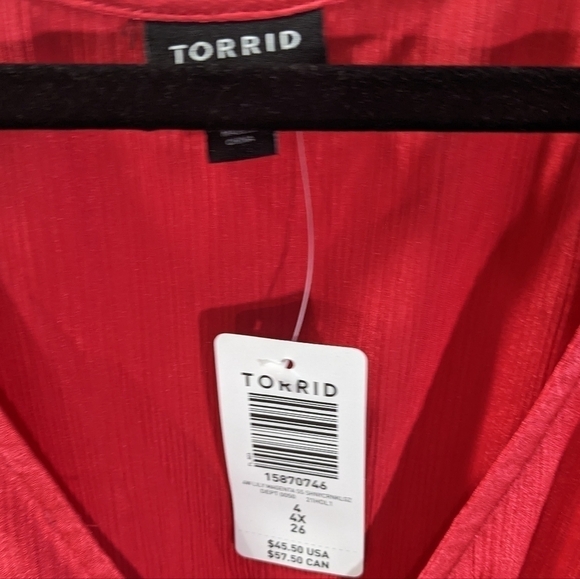 TORRID
TORRID
15870746
4
4X
26
$45.50 USA
$57.50 CAN